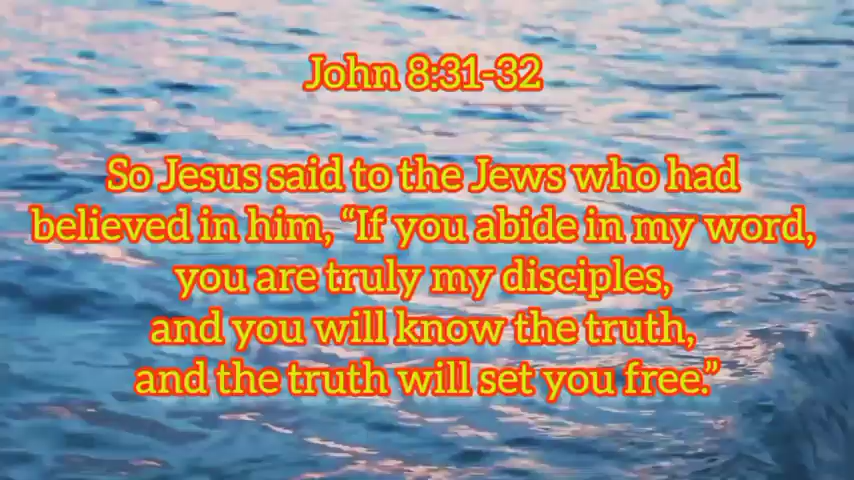 John 8:31-32
So Jesus said to the Jews who had
believed in him, “If you abide in my word,
you are truly my disciples,
and you will know the truth,
and the truth will set you free.”